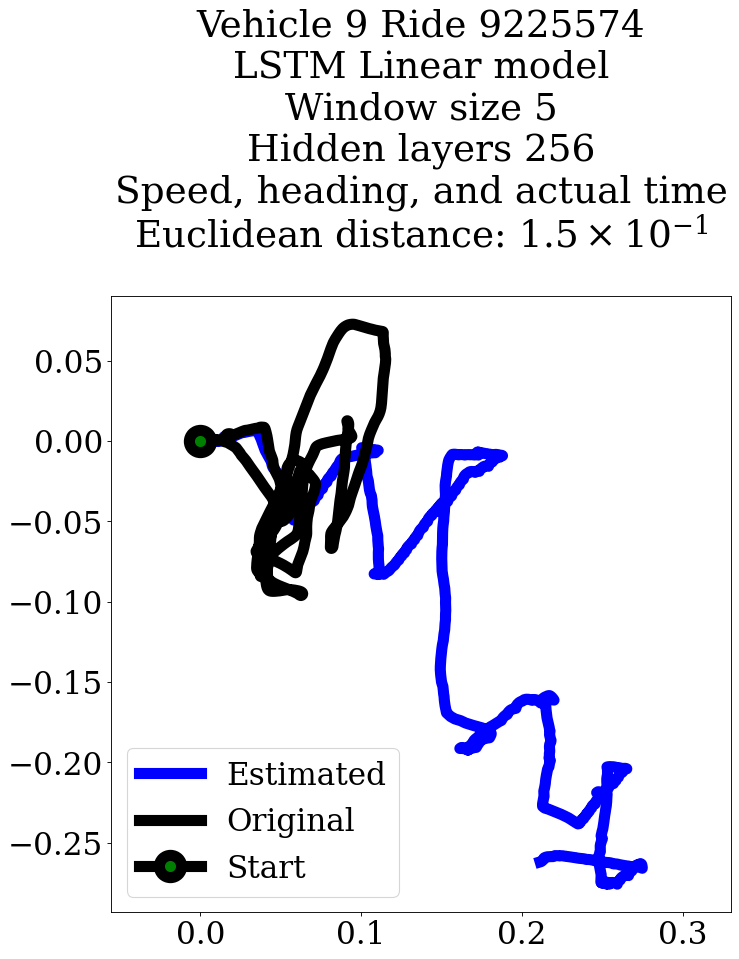 Vehicle 9 Ride 9225574
LSTM Linear model
Window size 5
Hidden layers 256
Speed, heading, and actual time
Euclidean distance: 1.5 × 10⁻¹
0.05
0.00
−0.05
−0.10
−0.15
−0.20
−0.25
Estimated
Original
Start
0.0 0.1 0.2 0.3